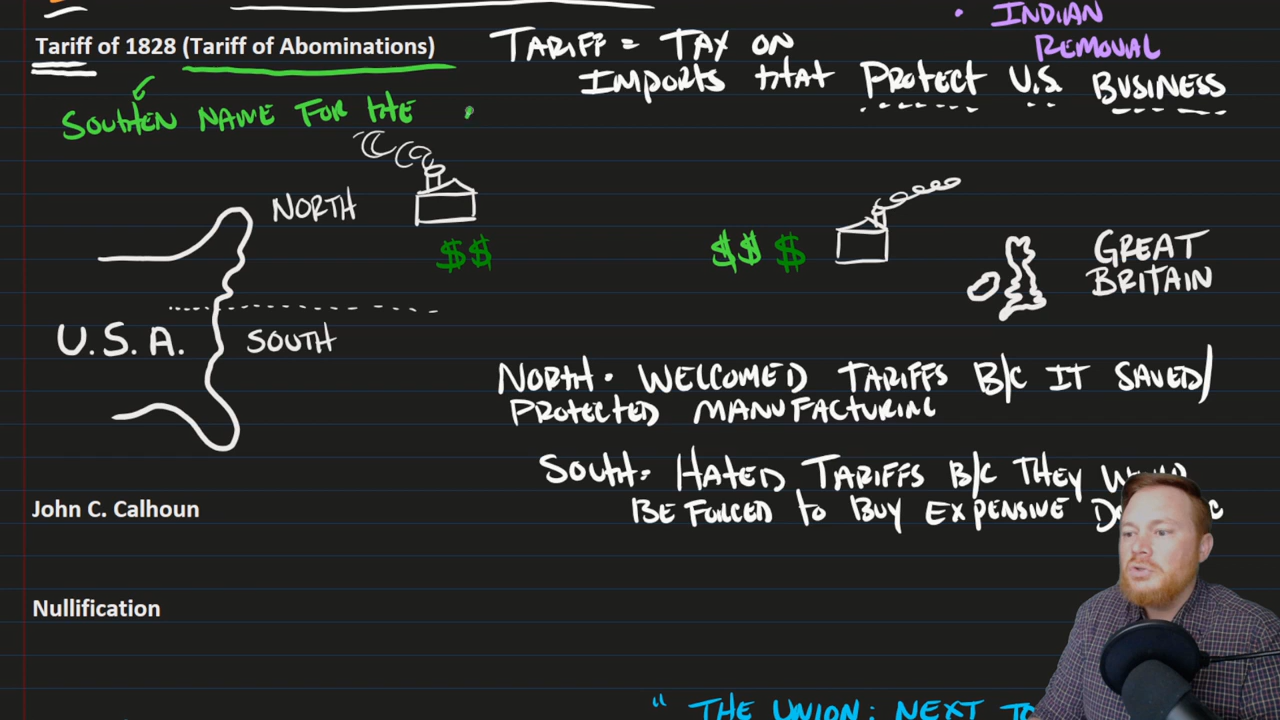 • INDIAN
REMOVAL
Tariff of 1828 (Tariff of Abominations)
TARIFF = TAX ON
IMPORTS tHAT PROTECT U.S. BUSINESS
SOUTHEN NAME FOR tHE
NORTH
$$
$$$
GREAT
BRITAIN
U.S.A.
SOUTH
NORTH• WELCOMED TARIFFS B/C IT SAVED/
PROTECTED MANUFACTURING
SOUTH• HATED TARIFFS B/C THEY
BE FORCED to BUY EXPENSIVE
John C. Calhoun
Nullification
" THE UNION: NEXT TO